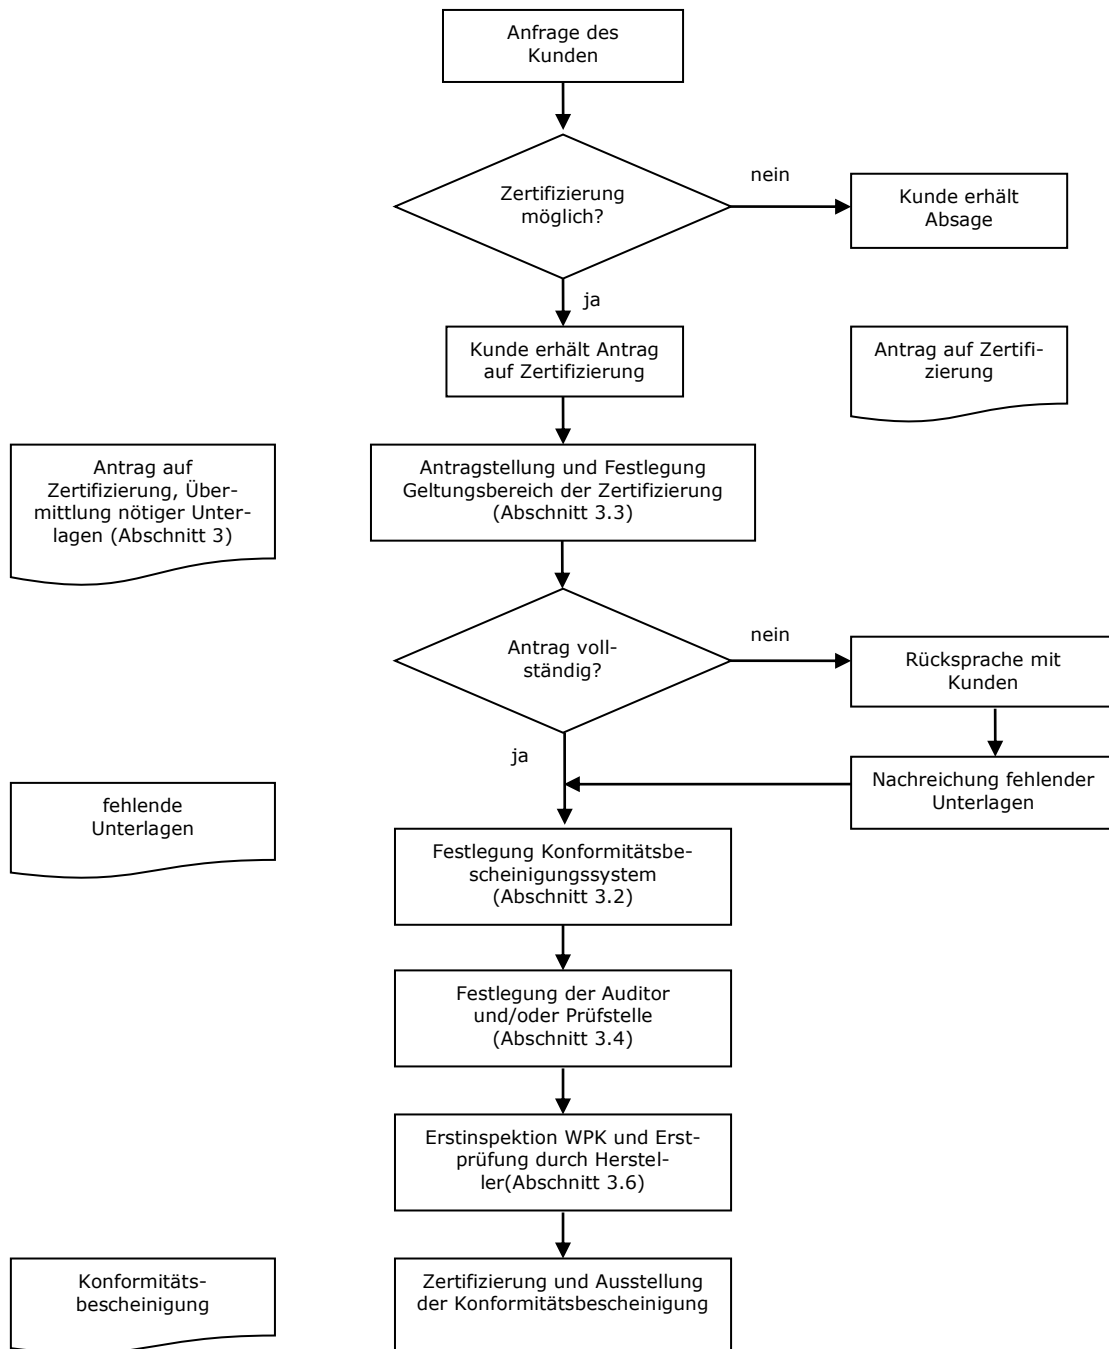 Anfrage des
Kunden
Zertifizierung
möglich?
nein
Kunde erhält
Absage
ja
Kunde erhält Antrag
auf Zertifizierung
Antrag auf Zertifi-
zierung
Antrag auf
Zertifizierung, Über-
mittlung nötiger Unter-
lagen (Abschnitt 3)
Antragstellung und Festlegung
Geltungsbereich der Zertifizierung
(Abschnitt 3.3)
Antrag voll-
ständig?
nein
Rücksprache mit
Kunden
ja
Nachreichung fehlender
Unterlagen
fehlende
Unterlagen
Festlegung Konformitätsbe-
scheinigungssystem
(Abschnitt 3.2)
Festlegung der Auditor
und/oder Prüfstelle
(Abschnitt 3.4)
Erstinspektion WPK und Erst-
prüfung durch Herstel-
ler(Abschnitt 3.6)
Konformitäts-
bescheinigung
Zertifizierung und Ausstellung
der Konformitätsbescheinigung